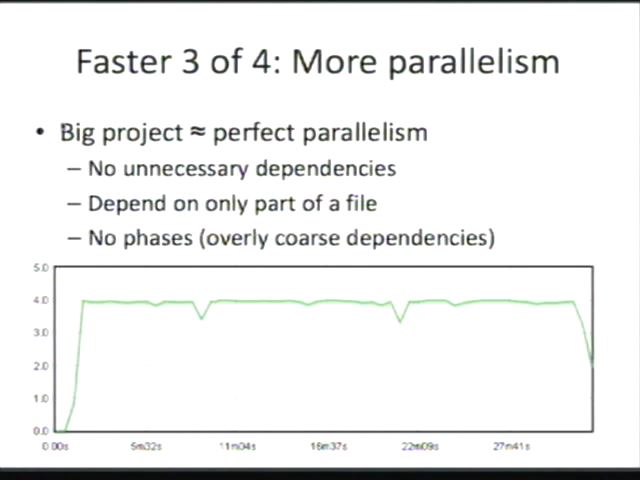 Faster 3 of 4: More parallelism
• Big project ≈ perfect parallelism
– No unnecessary dependencies
– Depend on only part of a file
– No phases (overly coarse dependencies)
5.0
4.0
3.0
2.0
1.0
0.0
0.00s 5m32s 11m04s 16m37s 22m09s 27m41s